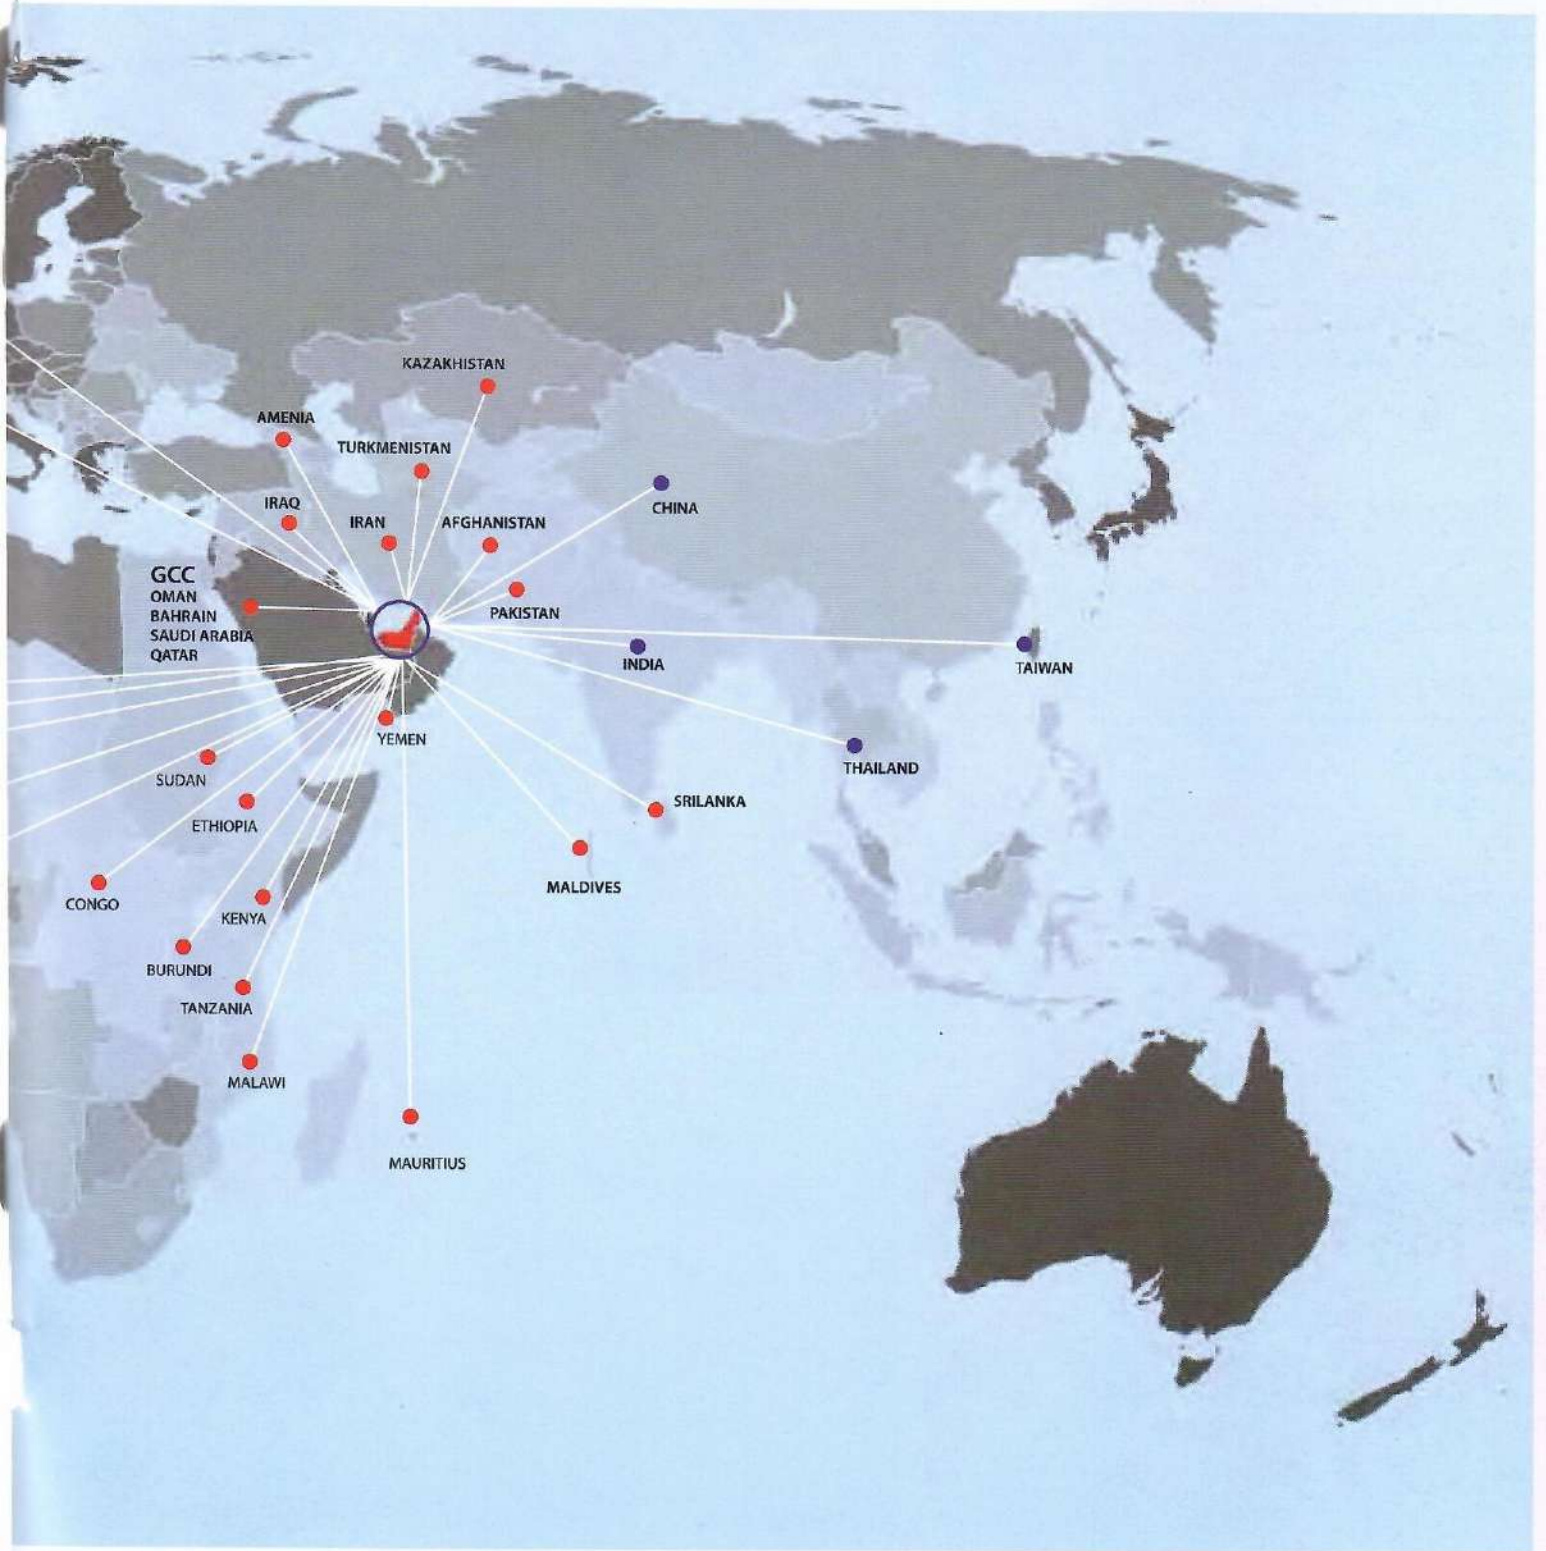 KAZAKHISTAN
AMENIA
TURKMENISTAN
IRAQ
IRAN
AFGHANISTAN
CHINA
GCC
OMAN
BAHRAIN
SAUDI ARABIA
QATAR
PAKISTAN
INDIA
TAIWAN
YEMEN
THAILAND
SUDAN
SRILANKA
ETHIOPIA
MALDIVES
CONGO
KENYA
BURUNDI
TANZANIA
MALAWI
MAURITIUS